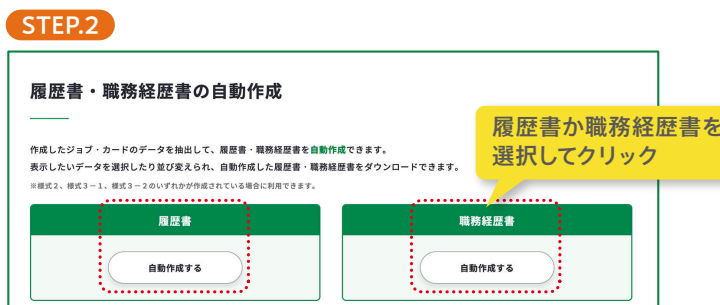 STEP.2
履歴書・職務経歴書の自動作成
履歴書か職務経歴書を
選択してクリック
作成したジョブ・カードのデータを抽出して、履歴書・職務経歴書を自動作成できます。
表示したいデータを選択したり並び変えられ、自動作成した履歴書・職務経歴書をダウンロードできます。
※様式2、様式3－1、様式3－2のいずれかが作成されている場合に利用できます。
履歴書
職務経歴書
自動作成する
自動作成する